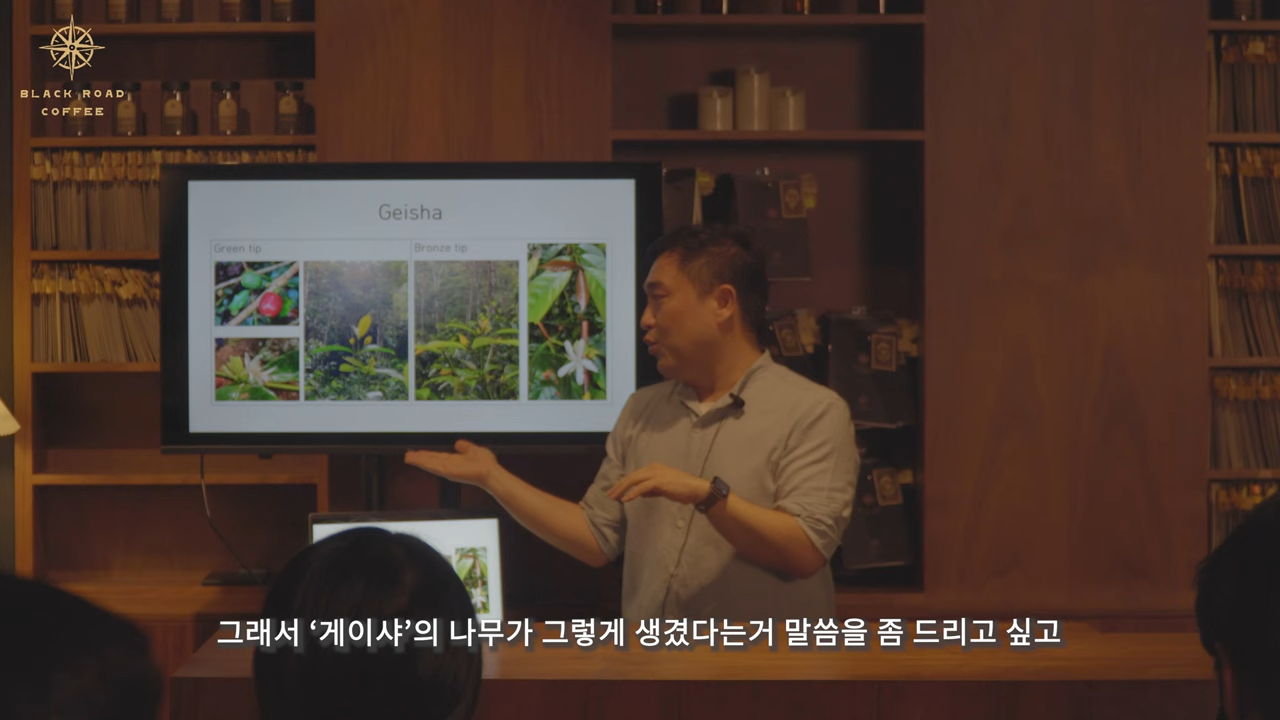 BLACK ROAD
COFFEE
Geisha
Green tip
Bronze tip
그래서 ‘게이샤’의 나무가 그렇게 생겼다는거 말씀을 좀 드리고 싶고